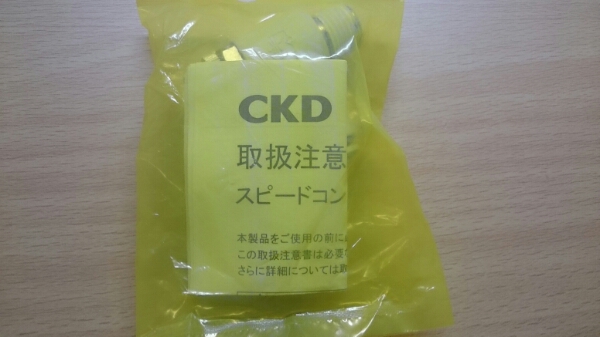 CKD
取扱注意
スピードコン
本製品をご使用の前に
この取扱注意書は必要
さらに詳細については